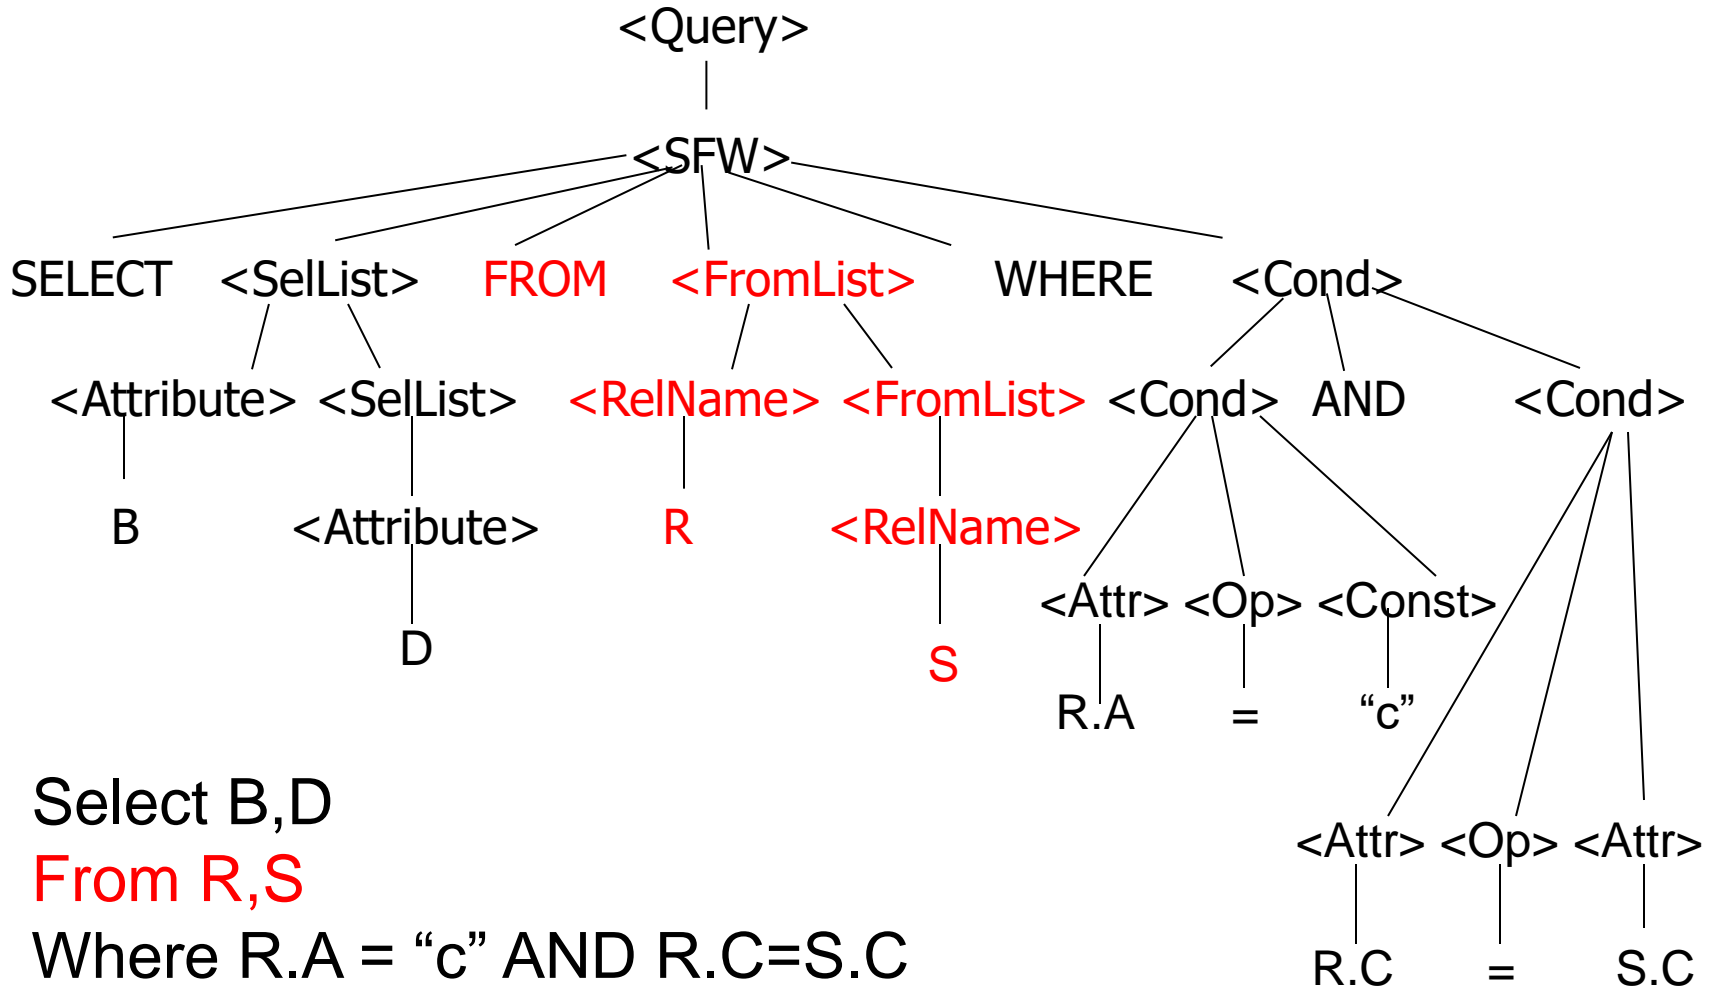 <Query>
<SFW>
SELECT <SelList> FROM <FromList> WHERE <Cond>
<Attribute> <SelList> <RelName> <FromList> <Cond> AND <Cond>
B <Attribute> R <RelName>
<Attr> <Op> <Const>
D S
R.A = “c”
Select B,D
<Attr> <Op> <Attr>
From R,S
Where R.A = “c” AND R.C=S.C
R.C = S.C